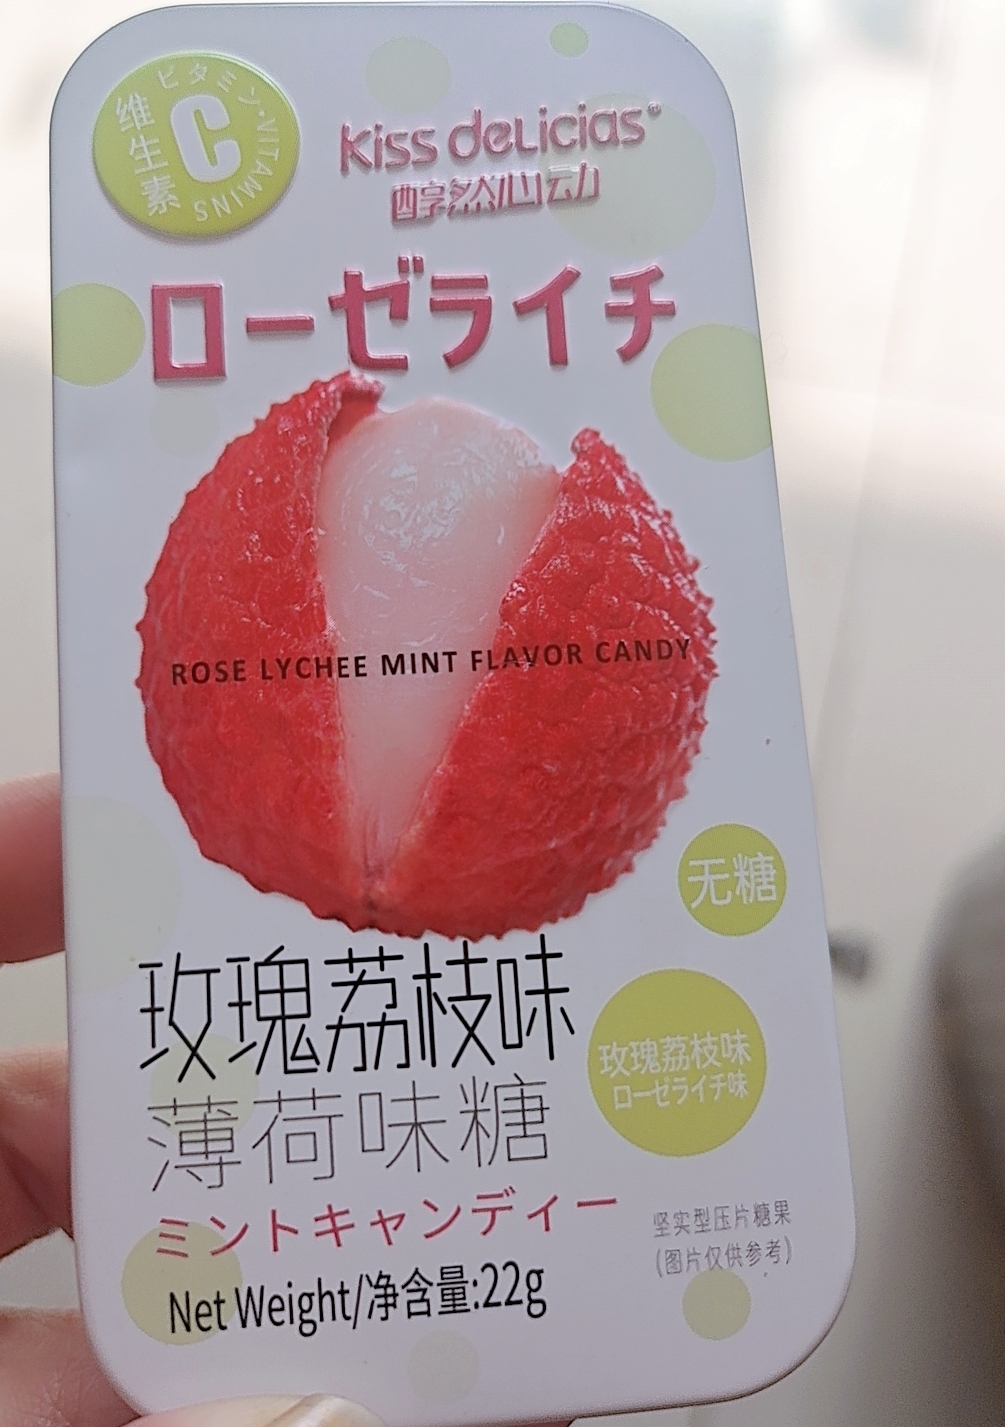 维生素
C
ビタミン·VITAMINS
Kiss deLicias®
醇然心动
ローゼライチ
ROSE LYCHEE MINT FLAVOR CANDY
无糖
玫瑰荔枝味
薄荷味糖
玫瑰荔枝味
ローゼライチ味
ミントキャンディー
坚实型压片糖果
(图片仅供参考)
Net Weight/净含量:22g